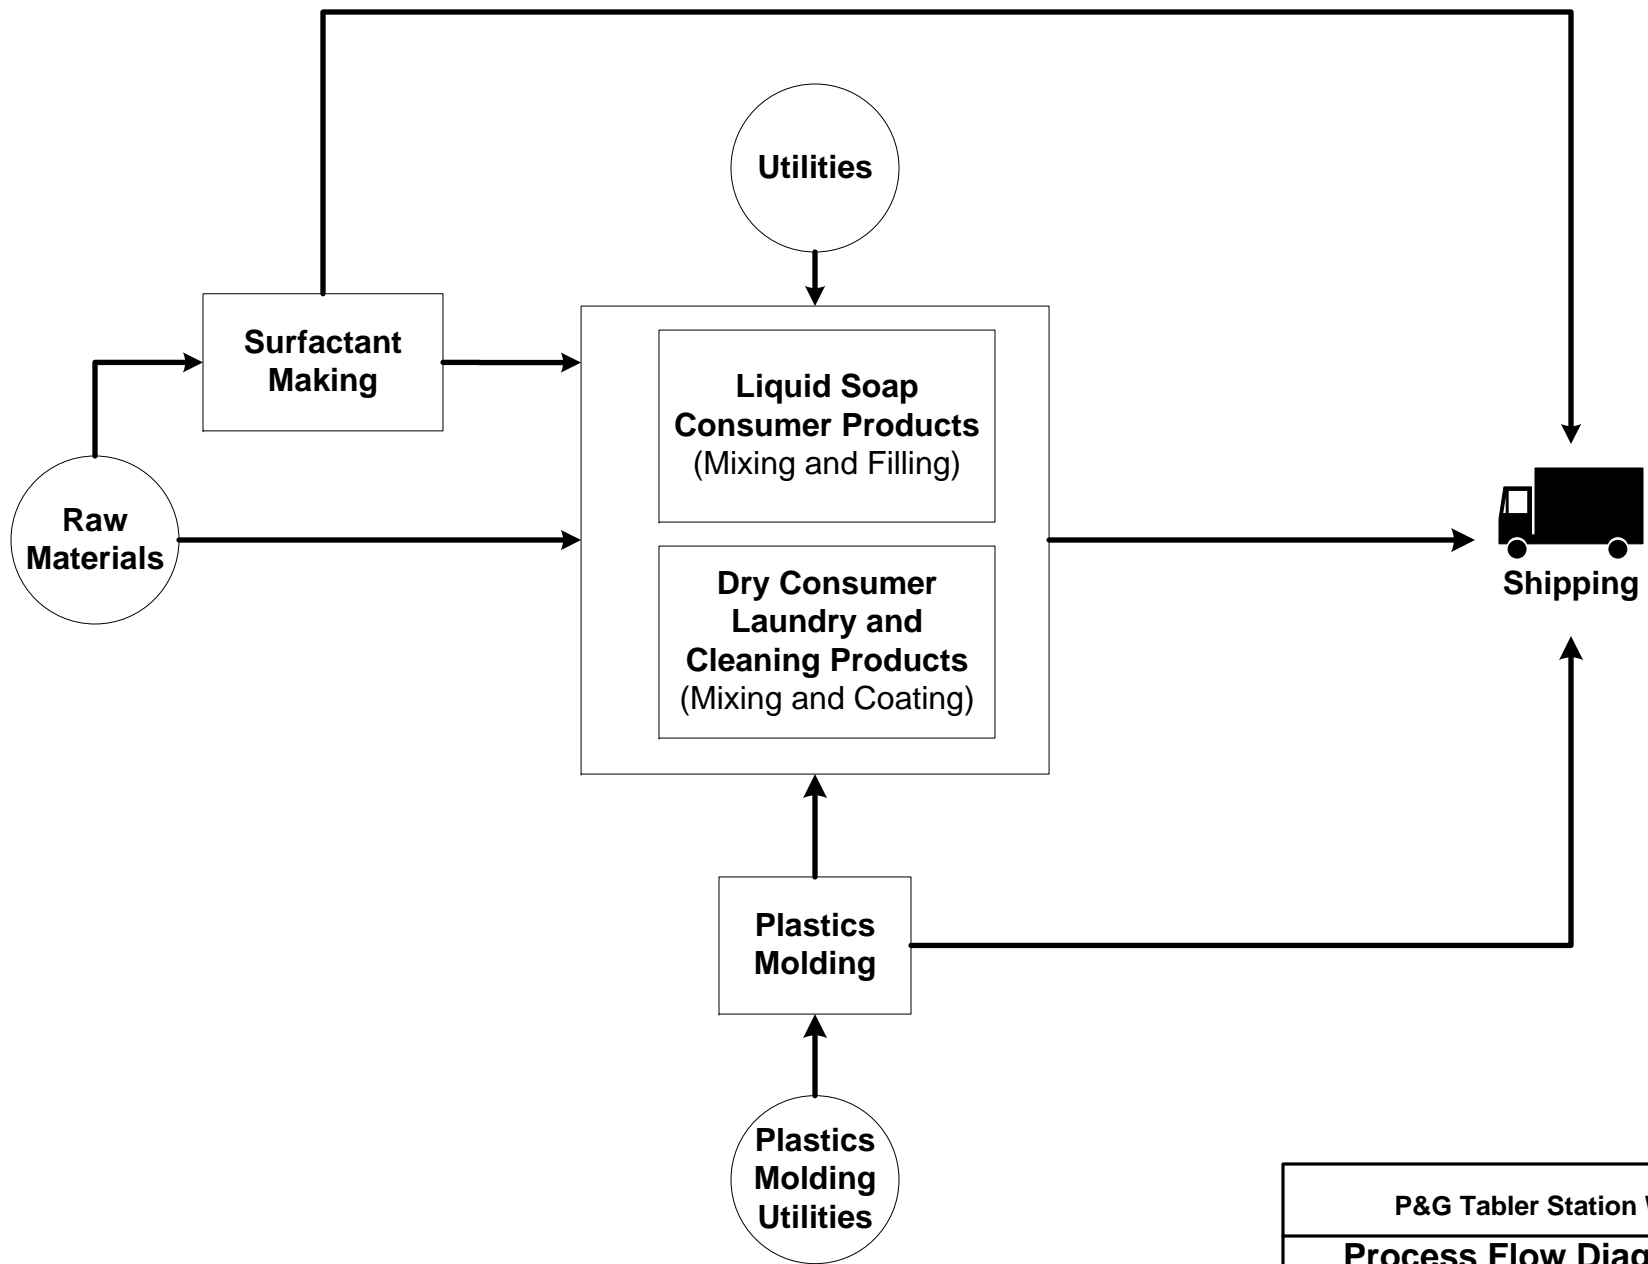 Utilities
Surfactant
Making
Liquid Soap
Consumer Products
(Mixing and Filling)
Raw
Materials
Dry Consumer
Laundry and
Cleaning Products
(Mixing and Coating)
Shipping
Plastics
Molding
Plastics
Molding
Utilities
P&G Tabler Station
Process Flow